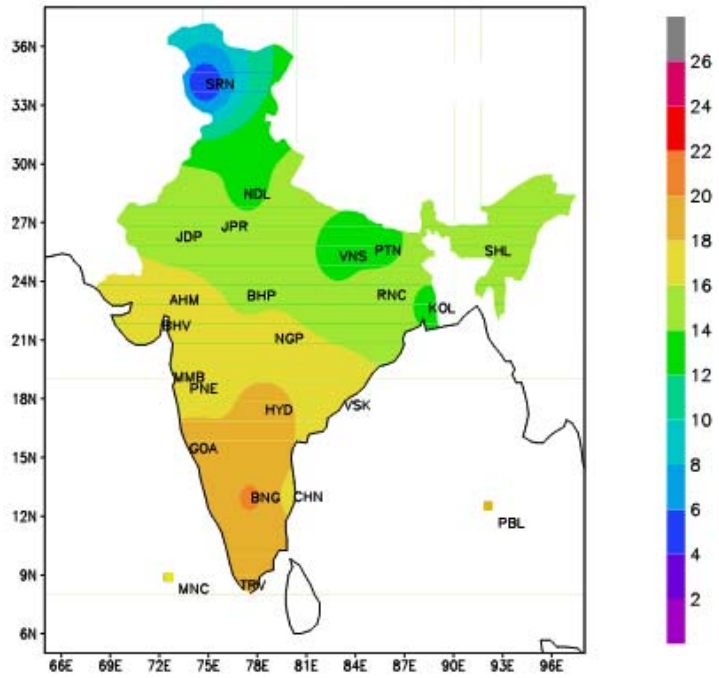 36N
33N
30N
27N
24N
21N
18N
15N
12N
9N
6N
66E 69E 72E 75E 78E 81E 84E 87E 90E 93E 96E
SRN
NDL
JDP JPR
VNS PTN
SHL
AHM BHP RNC KOL
BHV
NGP
MMB
PNE
HYD VSK
GOA
BNG CHN
PBL
MNC TRV
26
24
22
20
18
16
14
12
10
8
6
4
2